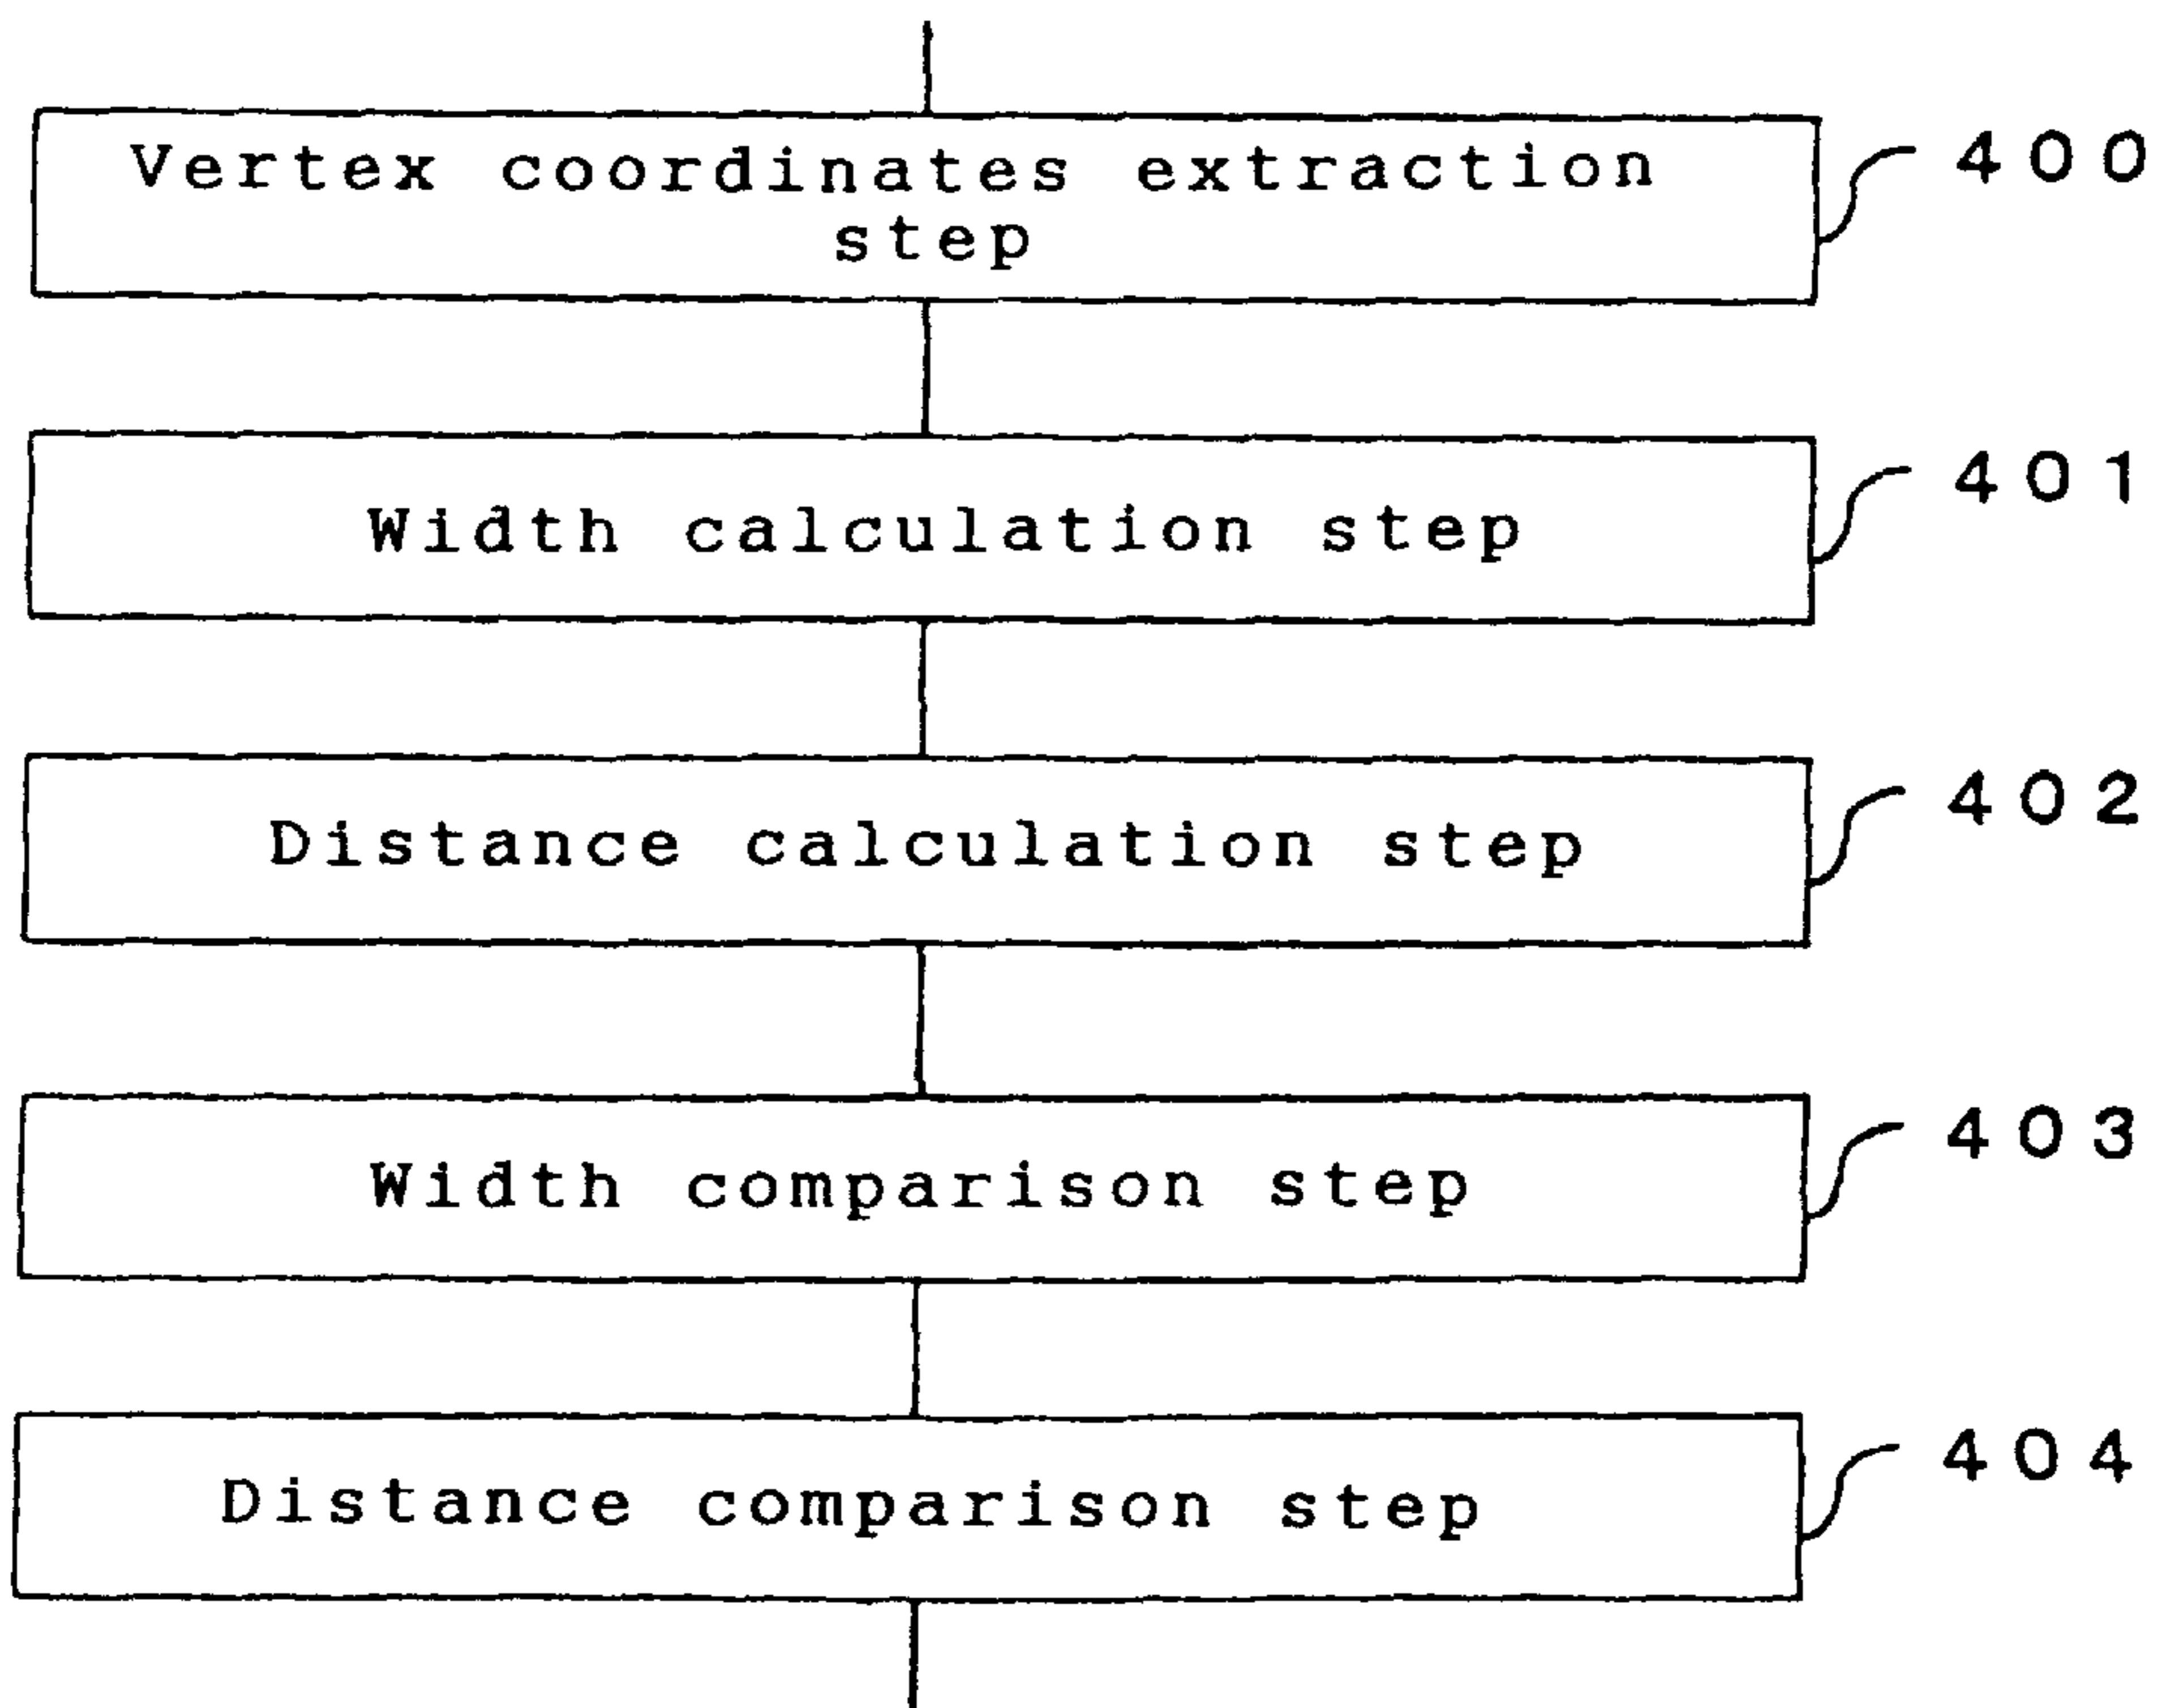 Vertex coordinates extraction
step
400
Width calculation step
401
Distance calculation step
402
Width comparison step
403
Distance comparison step
404